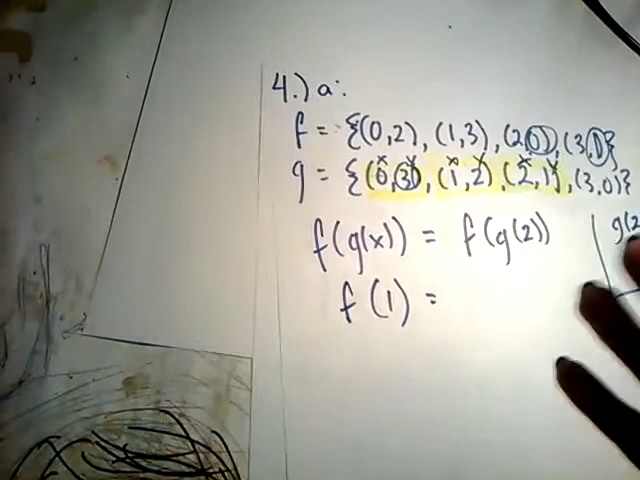 4.) a:
f = {(0,2), (1,3), (2,0), (3,1)}
g = {(0,3), (1,2), (2,1), (3,0)}
f(g(x)) = f(g(2)) | g(2
f(1) =